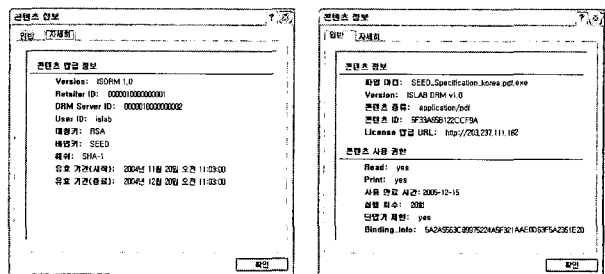 콘텐츠 정보
일반 자세히
콘텐츠 발급 정보
Version: ISDRM 1.0
Retailer ID: 0000010000000001
DRM Server ID: 0000010000000002
User ID: islab
대칭키: RSA
비밀키: SEED
해쉬: SHA-1
유효 기간(시작): 2004년 11월 20일 오전 11:03:00
유효 기간(종료): 2004년 12월 20일 오전 11:03:00
확인
콘텐츠 정보
일반 자세히
콘텐츠 정보
파일 이름: SEED_Specification_korea.pdf.exe
Version: ISLAB DRM v1.0
콘텐츠 종류: application/pdf
콘텐츠 ID:
License 발급 URL: http://203.237.111.162
콘텐츠 사용 권한
Read: yes
Print: yes
사용 만료 시간: 2005-12-15
실행 회수: 20회
단말기 제한: yes
Binding_Info:
확인